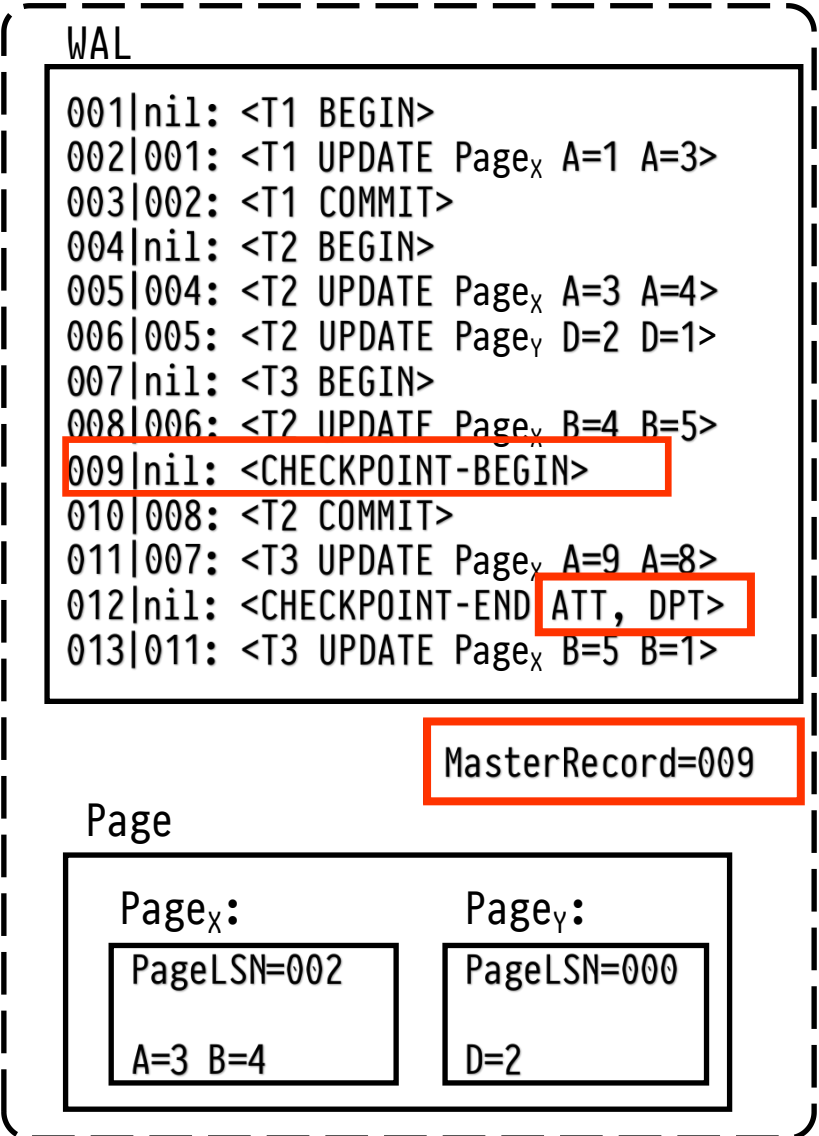 WAL
001|nil: <T1 BEGIN>
002|001: <T1 UPDATE Pageₓ A=1 A=3>
003|002: <T1 COMMIT>
004|nil: <T2 BEGIN>
005|004: <T2 UPDATE Pageₓ A=3 A=4>
006|005: <T2 UPDATE PageY D=2 D=1>
007|nil: <T3 BEGIN>
008|006: <T2 UPDATE Pageₓ B=4 B=5>
009|nil: <CHECKPOINT-BEGIN>
010|008: <T2 COMMIT>
011|007: <T3 UPDATE Pageₓ A=9 A=8>
012|nil: <CHECKPOINT-END ATT, DPT>
013|011: <T3 UPDATE Pageₓ B=5 B=1>
MasterRecord=009
Page
Pageₓ: PageY:
PageLSN=002 PageLSN=000
A=3 B=4 D=2